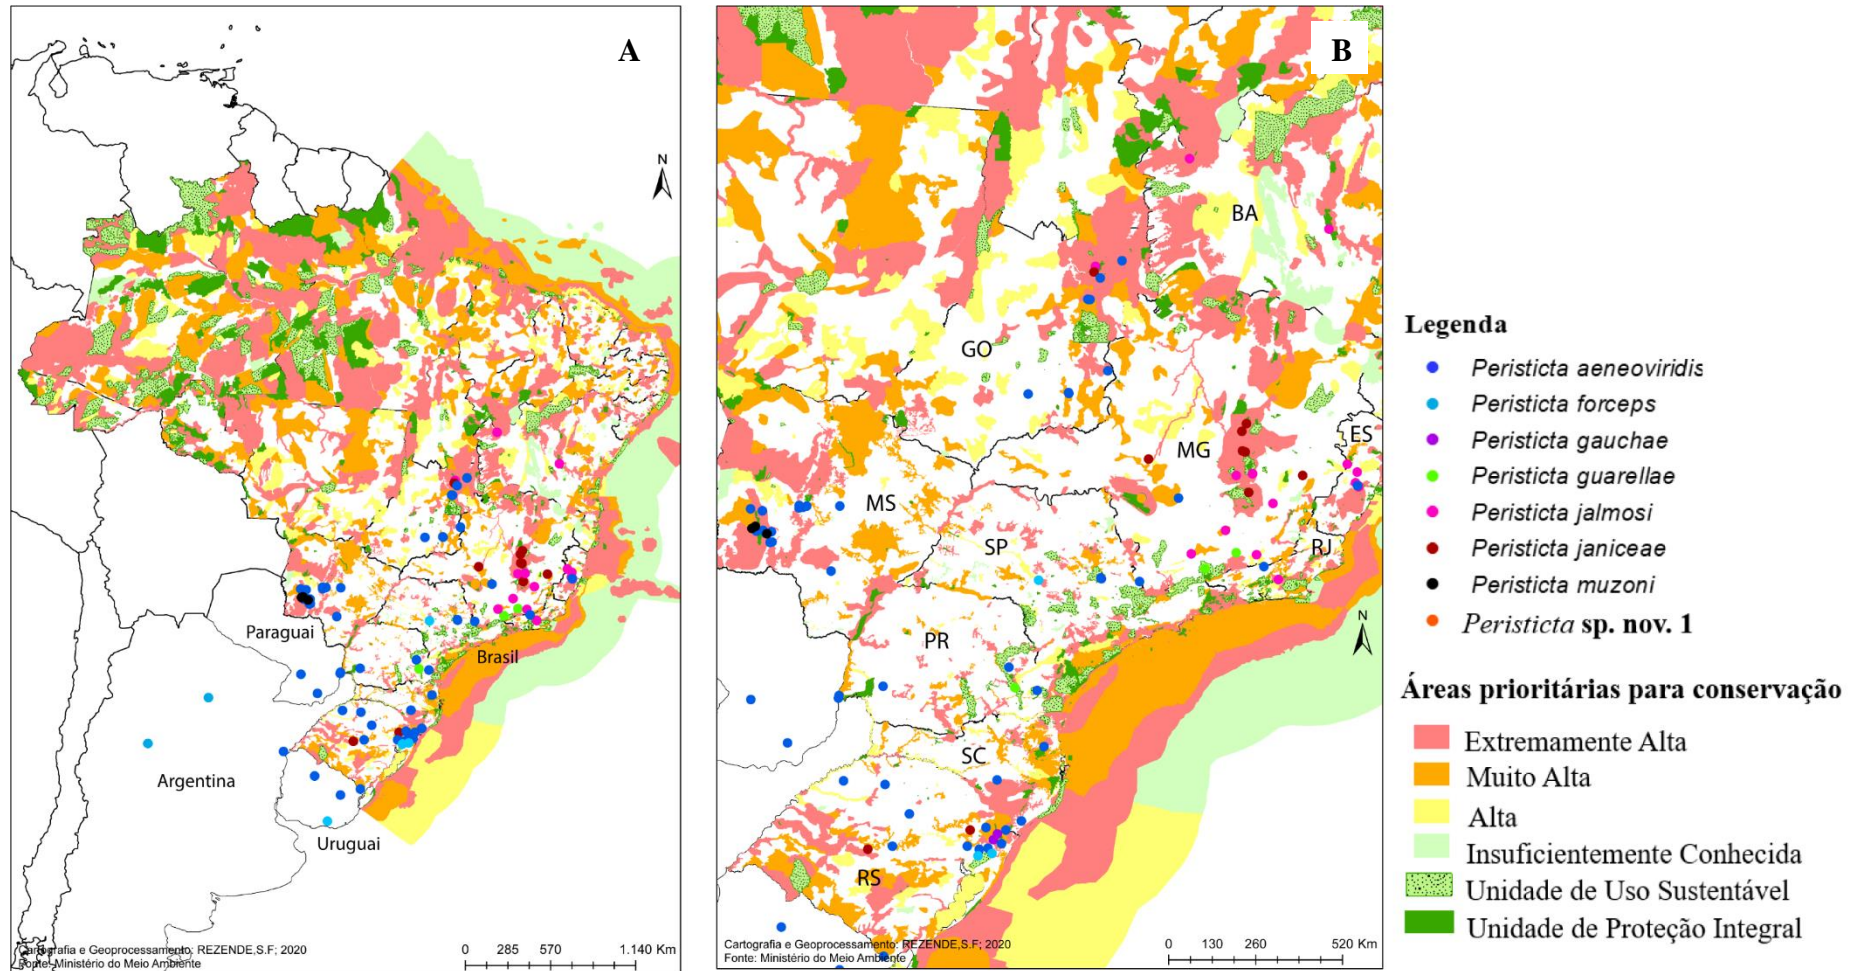 A
N
Paraguai
Brasil
Argentina
Uruguai
Cartografia e Geoprocessamento: REZENDE,S.F; 2020
Fonte: Ministério do Meio Ambiente
0 285 570 1.140 Km
B
BA
GO
MG
ES
MS
SP
RJ
PR
N
SC
RS
Cartografia e Geoprocessamento: REZENDE,S.F; 2020
Fonte: Ministério do Meio Ambiente
0 130 260 520 Km
Legenda
Peristicta aeneoviridis
Peristicta forceps
Peristicta gauchae
Peristicta guarellae
Peristicta jalmosi
Peristicta janiceae
Peristicta muzoni
Peristicta sp. nov. 1
Áreas prioritárias para conservação
Extremamente Alta
Muito Alta
Alta
Insuficientemente Conhecida
Unidade de Uso Sustentável
Unidade de Proteção Integral